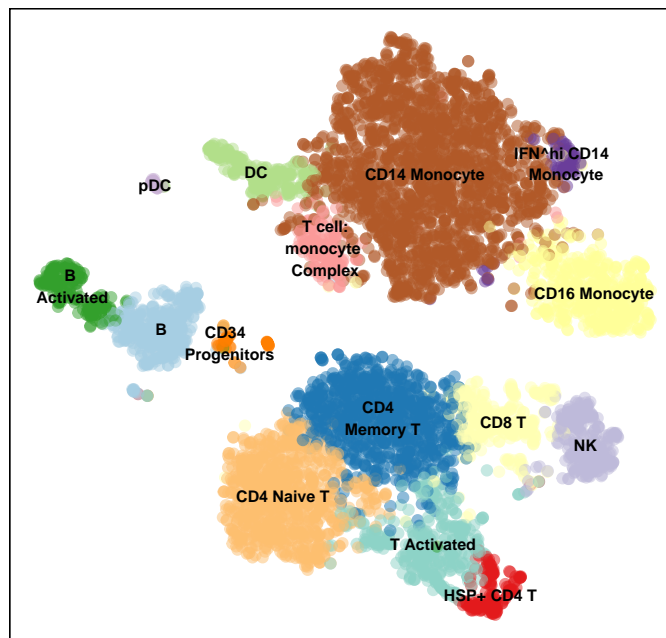 IFN^hi CD14
Monocyte
CD14 Monocyte
DC
pDC
T cell:
monocyte
Complex
B
Activated
CD16 Monocyte
B
CD34
Progenitors
CD4
Memory T
CD8 T
NK
CD4 Naive T
T Activated
HSP+ CD4 T